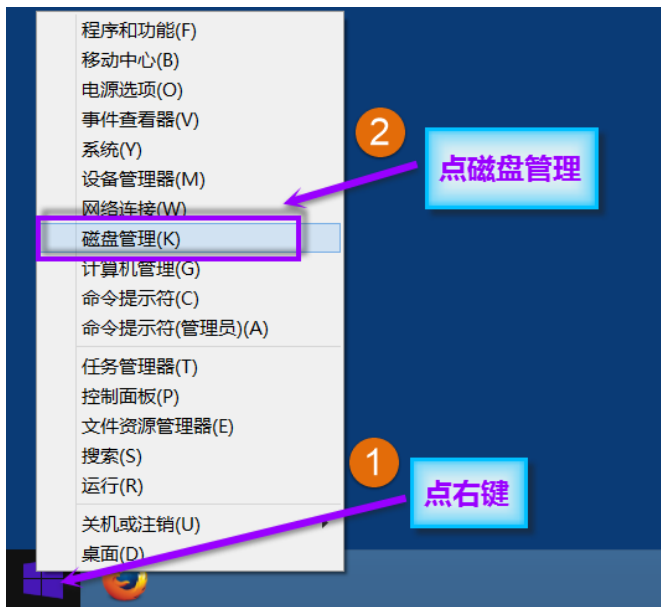 程序和功能(F)
移动中心(B)
电源选项(O)
事件查看器(V)
系统(Y)
设备管理器(M)
网络连接(W)
磁盘管理(K)
计算机管理(G)
命令提示符(C)
命令提示符(管理员)(A)
任务管理器(T)
控制面板(P)
文件资源管理器(E)
搜索(S)
运行(R)
关机或注销(U)
桌面(D)
2
点磁盘管理
1
点右键